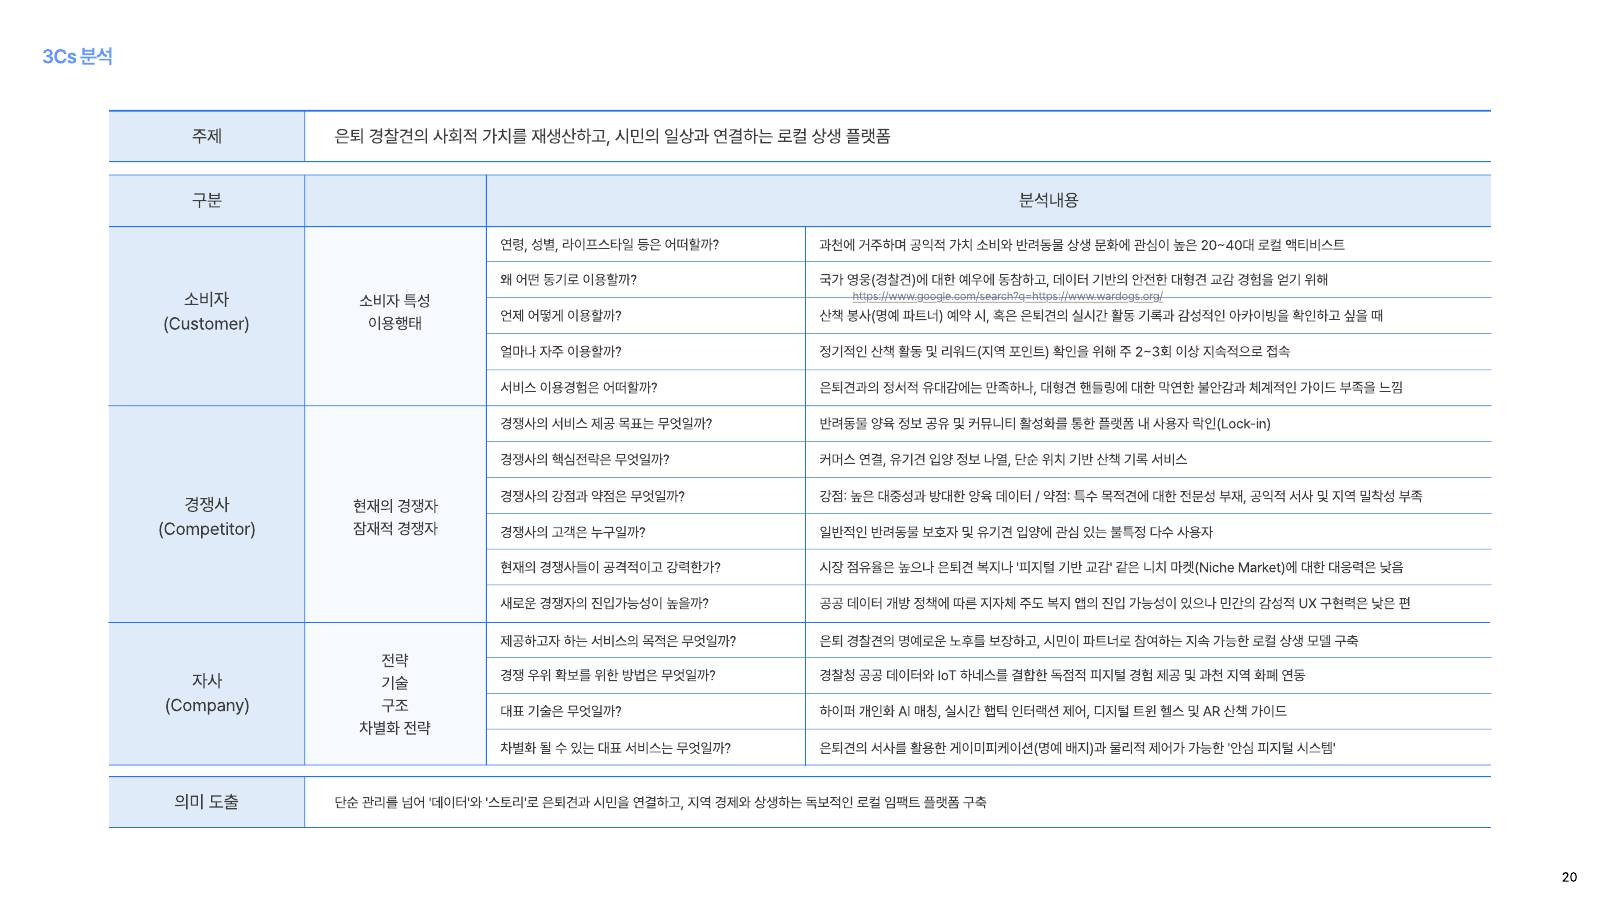 3Cs 분석
주제
은퇴 경찰견의 사회적 가치를 재생산하고, 시민의 일상과 연결하는 로컬 상생 플랫폼
구분
분석내용
소비자
(Customer)
소비자 특성
이용행태
연령, 성별, 라이프스타일 등은 어떠할까?
과천에 거주하며 공익적 가치 소비와 반려동물 상생 문화에 관심이 높은 20~40대 로컬 액티비스트
왜 어떤 동기로 이용할까?
국가 영웅(경찰견)에 대한 예우에 동참하고, 데이터 기반의 안전한 대형견 교감 경험을 얻기 위해
https://www.google.com/search?q=https://www.wardogs.org/
언제 어떻게 이용할까?
산책 봉사(명예 파트너) 예약 시, 혹은 은퇴견의 실시간 활동 기록과 감성적인 아카이빙을 확인하고 싶을 때
얼마나 자주 이용할까?
정기적인 산책 활동 및 리워드(지역 포인트) 확인을 위해 주 2~3회 이상 지속적으로 접속
서비스 이용경험은 어떠할까?
은퇴견과의 정서적 유대감에는 만족하나, 대형견 핸들링에 대한 막연한 불안감과 체계적인 가이드 부족을 느낌
경쟁사
(Competitor)
현재의 경쟁자
잠재적 경쟁자
경쟁사의 서비스 제공 목표는 무엇일까?
반려동물 양육 정보 공유 및 커뮤니티 활성화를 통한 플랫폼 내 사용자 락인(Lock-in)
경쟁사의 핵심전략은 무엇일까?
커머스 연결, 유기견 입양 정보 나열, 단순 위치 기반 산책 기록 서비스
경쟁사의 강점과 약점은 무엇일까?
강점: 높은 대중성과 방대한 양육 데이터 / 약점: 특수 목적견에 대한 전문성 부재, 공익적 서사 및 지역 밀착성 부족
경쟁사의 고객은 누구일까?
일반적인 반려동물 보호자 및 유기견 입양에 관심 있는 불특정 다수 사용자
현재의 경쟁사들이 공격적이고 강력한가?
시장 점유율은 높으나 은퇴견 복지나 '피지털 기반 교감' 같은 니치 마켓(Niche Market)에 대한 대응력은 낮음
새로운 경쟁자의 진입가능성이 높을까?
공공 데이터 개방 정책에 따른 지자체 주도 복지 앱의 진입 가능성이 있으나 민간의 감성적 UX 구현력은 낮은 편
자사
(Company)
전략
기술
구조
차별화 전략
제공하고자 하는 서비스의 목적은 무엇일까?
은퇴 경찰견의 명예로운 노후를 보장하고, 시민이 파트너로 참여하는 지속 가능한 로컬 상생 모델 구축
경쟁 우위 확보를 위한 방법은 무엇일까?
경찰청 공공 데이터와 IoT 하네스를 결합한 독점적 피지털 경험 제공 및 과천 지역 화폐 연동
대표 기술은 무엇일까?
하이퍼 개인화 AI 매칭, 실시간 햅틱 인터랙션 제어, 디지털 트윈 헬스 및 AR 산책 가이드
차별화 될 수 있는 대표 서비스는 무엇일까?
은퇴견의 서사를 활용한 게이미피케이션(명예 배지)과 물리적 제어가 가능한 '안심 피지털 시스템'
의미 도출
단순 관리를 넘어 '데이터'와 '스토리'로 은퇴견과 시민을 연결하고, 지역 경제와 상생하는 독보적인 로컬 임팩트 플랫폼 구축
20